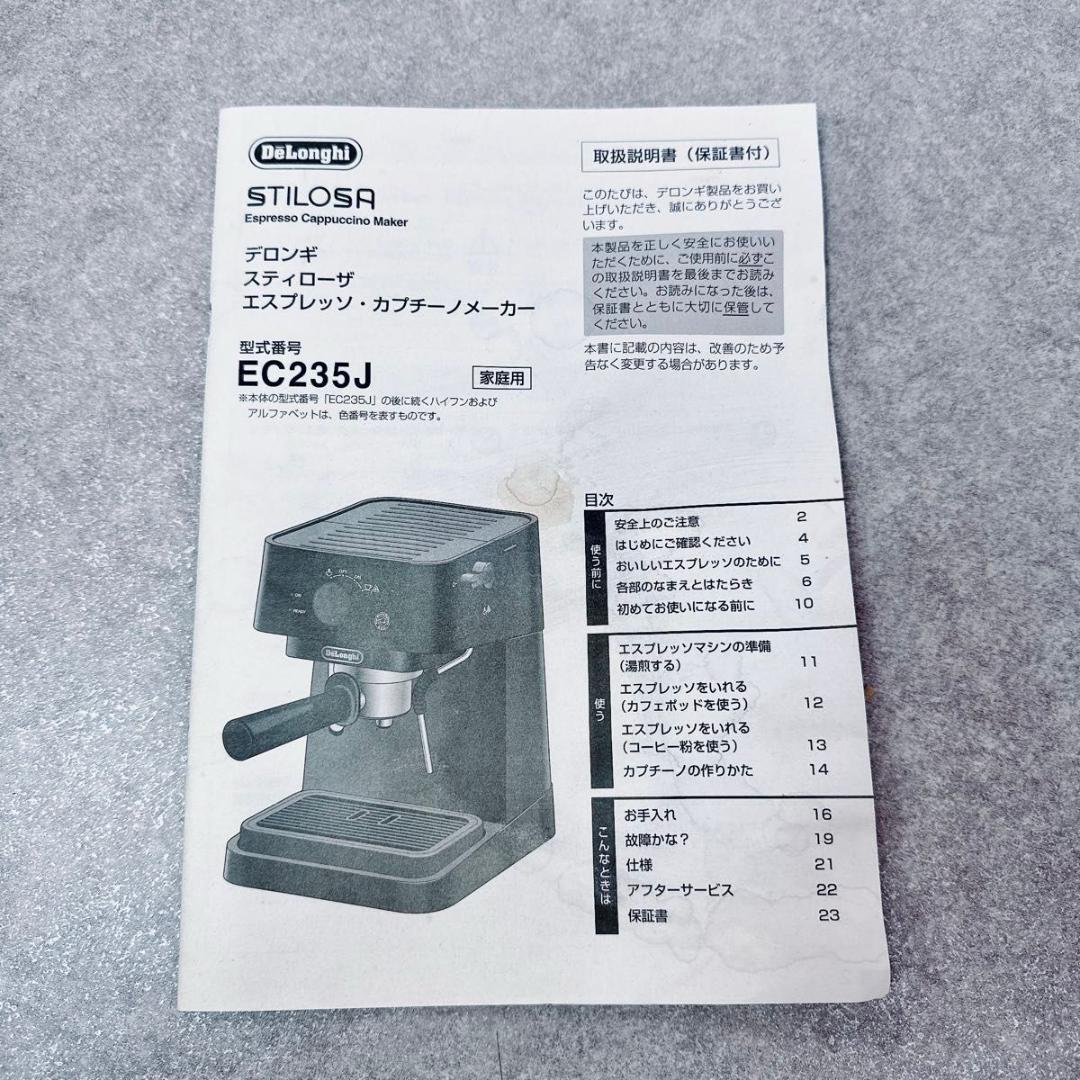 DeLonghi
STILOSA
Espresso Cappuccino Maker
デロンギ
スティローザ
エスプレッソ・カプチーノメーカー
型式番号
EC235J
家庭用
※本体の型式番号「EC235J」の後に続くハイフンおよび
アルファベットは、色番号を表すものです。
取扱説明書（保証書付）
このたびは、デロンギ製品をお買い
上げいただき、誠にありがとうござ
います。
本製品を正しく安全にお使いい
ただくために、ご使用前に必ずこ
の取扱説明書を最後までお読み
ください。お読みになった後は、
保証書とともに大切に保管して
ください。
本書に記載の内容は、改善のため予
告なく変更する場合があります。
OFF
ON
ON
READY
DeLonghi
目次
使う前に
安全上のご注意 2
はじめにご確認ください 4
おいしいエスプレッソのために 5
各部のなまえとはたらき 6
初めてお使いになる前に 10
使う
エスプレッソマシンの準備
（湯煎する） 11
エスプレッソをいれる
（カフェポッドを使う） 12
エスプレッソをいれる
（コーヒー粉を使う） 13
カプチーノの作りかた 14
こんなときは
お手入れ 16
故障かな？ 19
仕様 21
アフターサービス 22
保証書 23